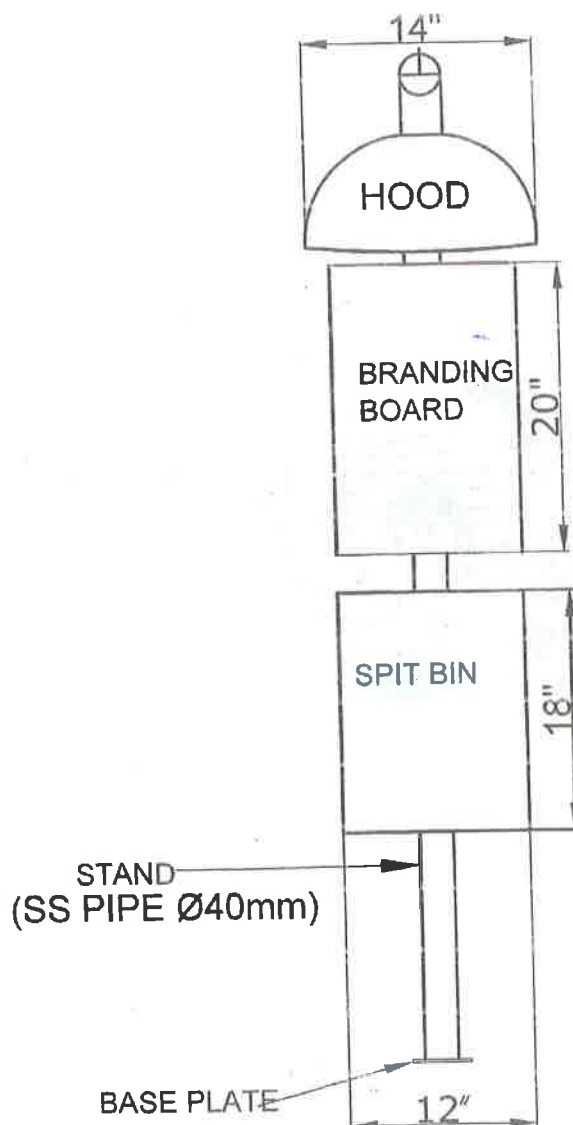 14"
HOOD
BRANDING
BOARD
20"
SPIT BIN
18"
STAND
(SS PIPE Ø40mm)
BASE PLATE
12"